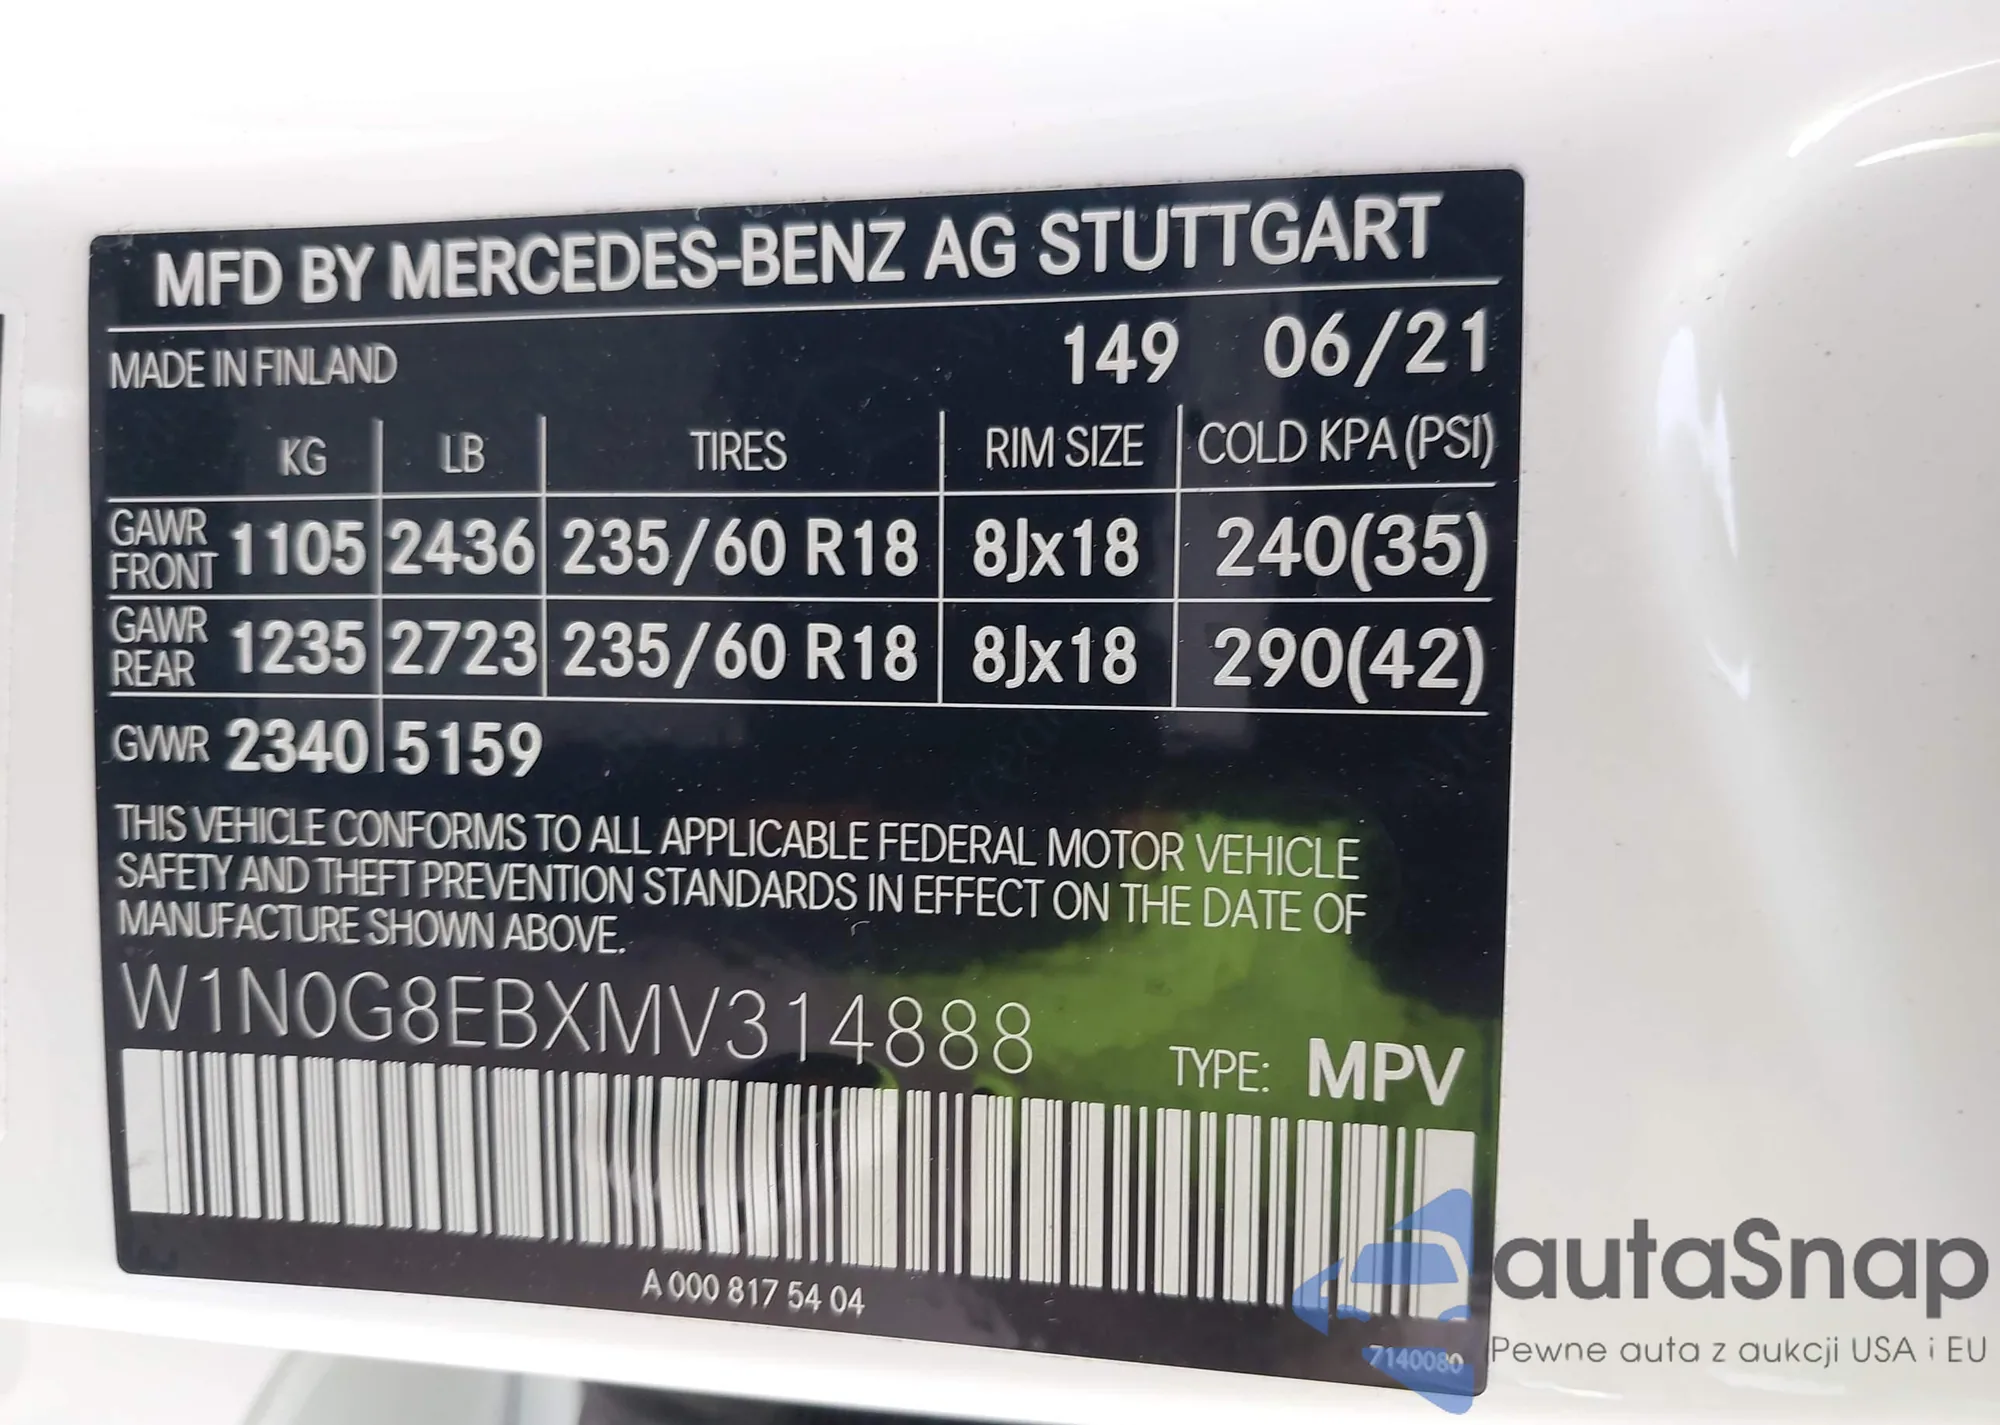 MFD BY MERCEDES-BENZ AG STUTTGART
MADE IN FINLAND 149 06/21
KG LB TIRES RIM SIZE COLD KPA (PSI)
GAWR FRONT 1105 2436 235/60 R18 8Jx18 240(35)
GAWR REAR 1235 2723 235/60 R18 8Jx18 290(42)
GVWR 2340 5159
THIS VEHICLE CONFORMS TO ALL APPLICABLE FEDERAL MOTOR VEHICLE
SAFETY AND THEFT PREVENTION STANDARDS IN EFFECT ON THE DATE OF
MANUFACTURE SHOWN ABOVE.
W1N0G8EBXMV314888
TYPE: MPV
A 000 817 54 04
7140080
autaSnap
Pewne auta z aukcji USA i EU